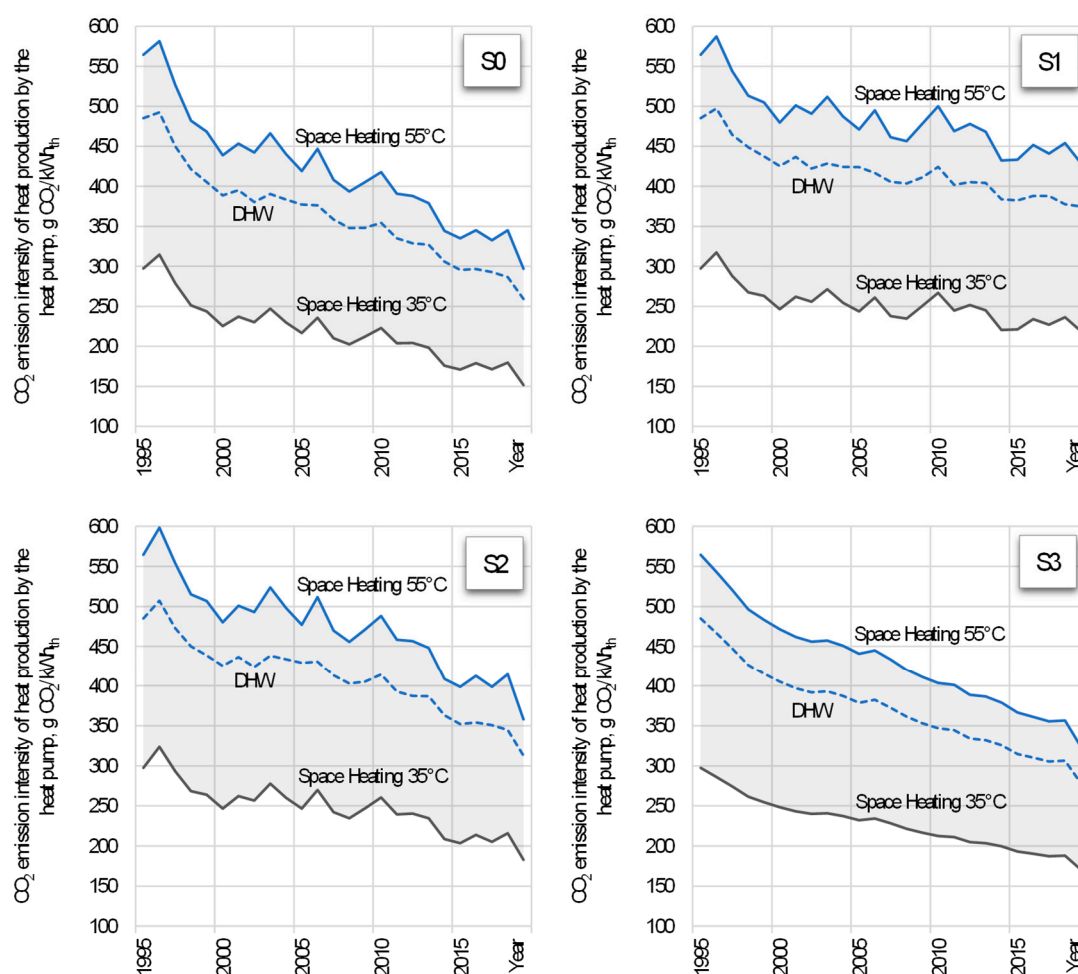 CO2 emission intensity of heat production by the
heat pump, g CO2/kWhth
600
550
500
450
400
350
300
250
200
150
100
S0
Space Heating 55°C
DHW
Space Heating 35°C
1995
2000
2005
2010
2015
Year
CO2 emission intensity of heat production by the
heat pump, g CO2/kWhth
600
550
500
450
400
350
300
250
200
150
100
S1
Space Heating 55°C
DHW
Space Heating 35°C
1995
2000
2005
2010
2015
Year
CO2 emission intensity of heat production by the
heat pump, g CO2/kWhth
600
550
500
450
400
350
300
250
200
150
100
S2
Space Heating 55°C
DHW
Space Heating 35°C
1995
2000
2005
2010
2015
Year
CO2 emission intensity of heat production by the
heat pump, g CO2/kWhth
600
550
500
450
400
350
300
250
200
150
100
S3
Space Heating 55°C
DHW
Space Heating 35°C
1995
2000
2005
2010
2015
Year